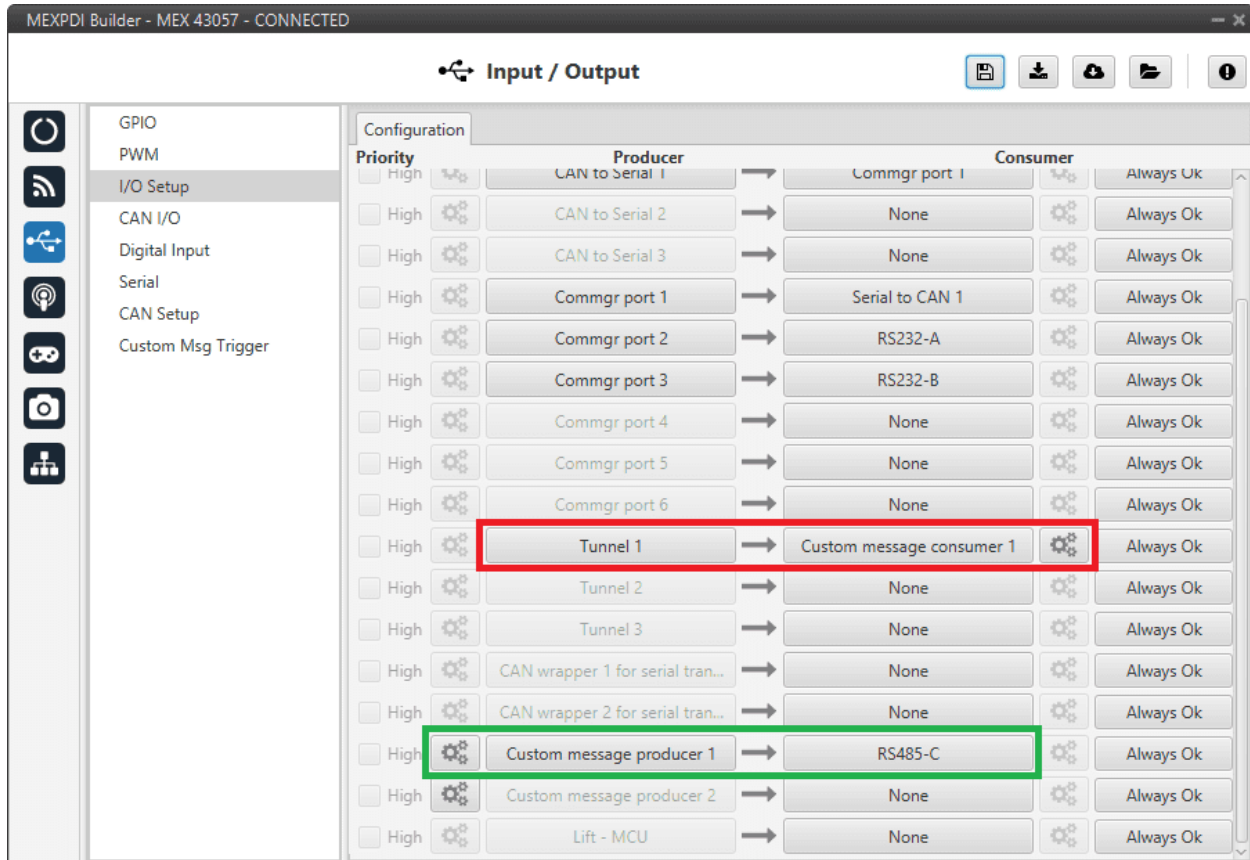 MEXPDI Builder - MEX 43057 - CONNECTED
Input / Output
GPIO
PWM
I/O Setup
CAN I/O
Digital Input
Serial
CAN Setup
Custom Msg Trigger
Configuration
Priority Producer Consumer
High CAN to Serial 1 Commgr port 1 Always Ok
High CAN to Serial 2 None Always Ok
High CAN to Serial 3 None Always Ok
High Commgr port 1 Serial to CAN 1 Always Ok
High Commgr port 2 RS232-A Always Ok
High Commgr port 3 RS232-B Always Ok
High Commgr port 4 None Always Ok
High Commgr port 5 None Always Ok
High Commgr port 6 None Always Ok
High Tunnel 1 Custom message consumer 1 Always Ok
High Tunnel 2 None Always Ok
High Tunnel 3 None Always Ok
High CAN wrapper 1 for serial tran... None Always Ok
High CAN wrapper 2 for serial tran... None Always Ok
High Custom message producer 1 RS485-C Always Ok
High Custom message producer 2 None Always Ok
High Lift - MCU None Always Ok